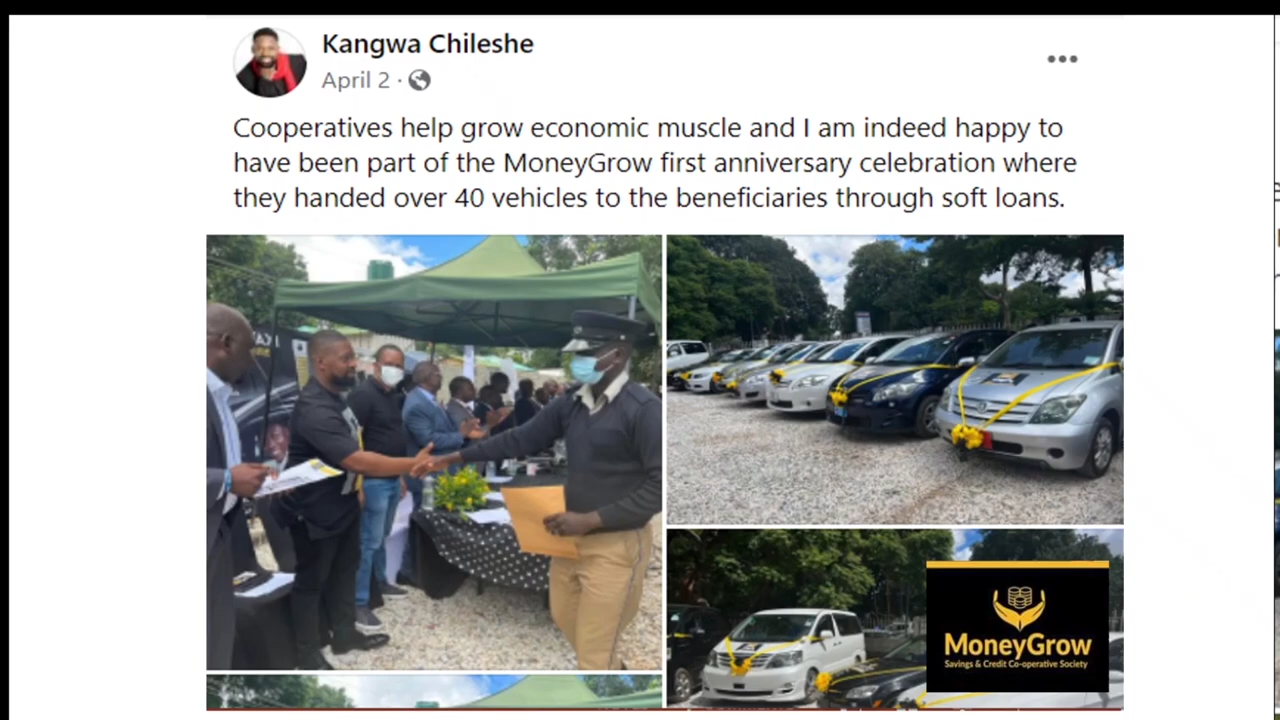 Kangwa Chileshe
April 2 ·
Cooperatives help grow economic muscle and I am indeed happy to
have been part of the MoneyGrow first anniversary celebration where
they handed over 40 vehicles to the beneficiaries through soft loans.
MoneyGrow
Savings & Credit Co-operative Society